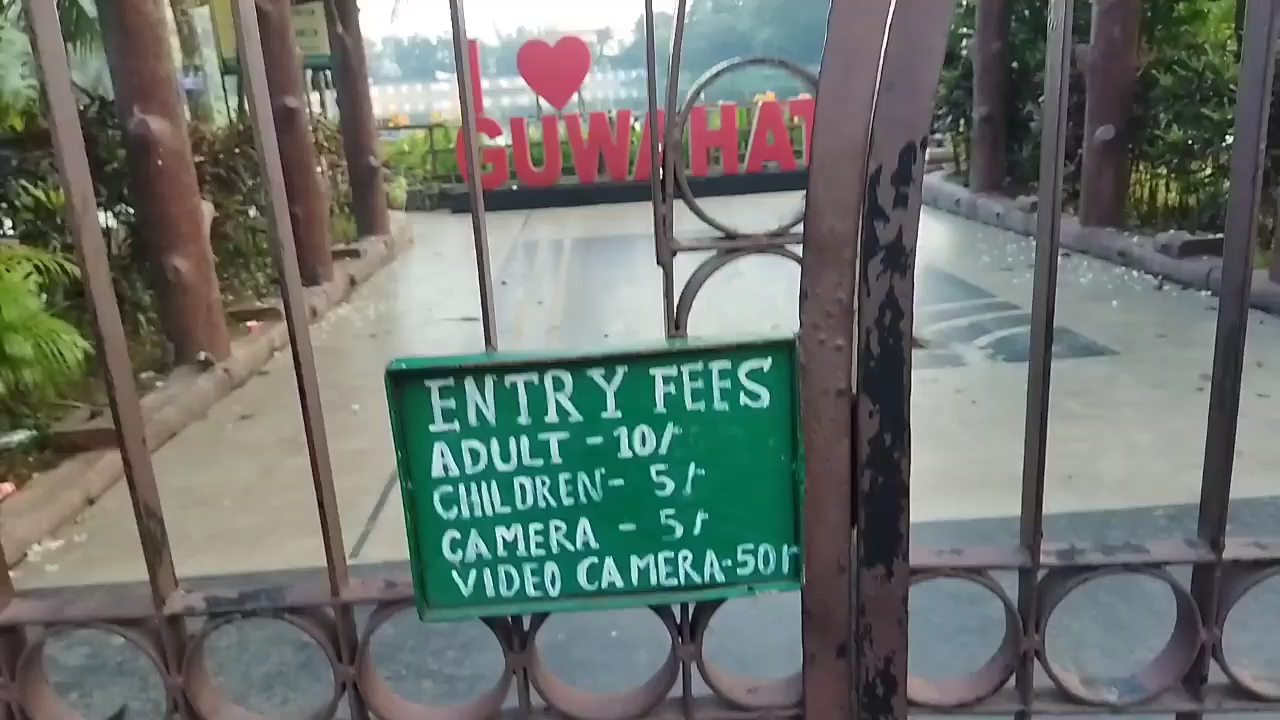 I
GUWAHAT
ENTRY FEES
ADULT - 10/-
CHILDREN- 5/-
CAMERA - 5/-
VIDEO CAMERA-50/-